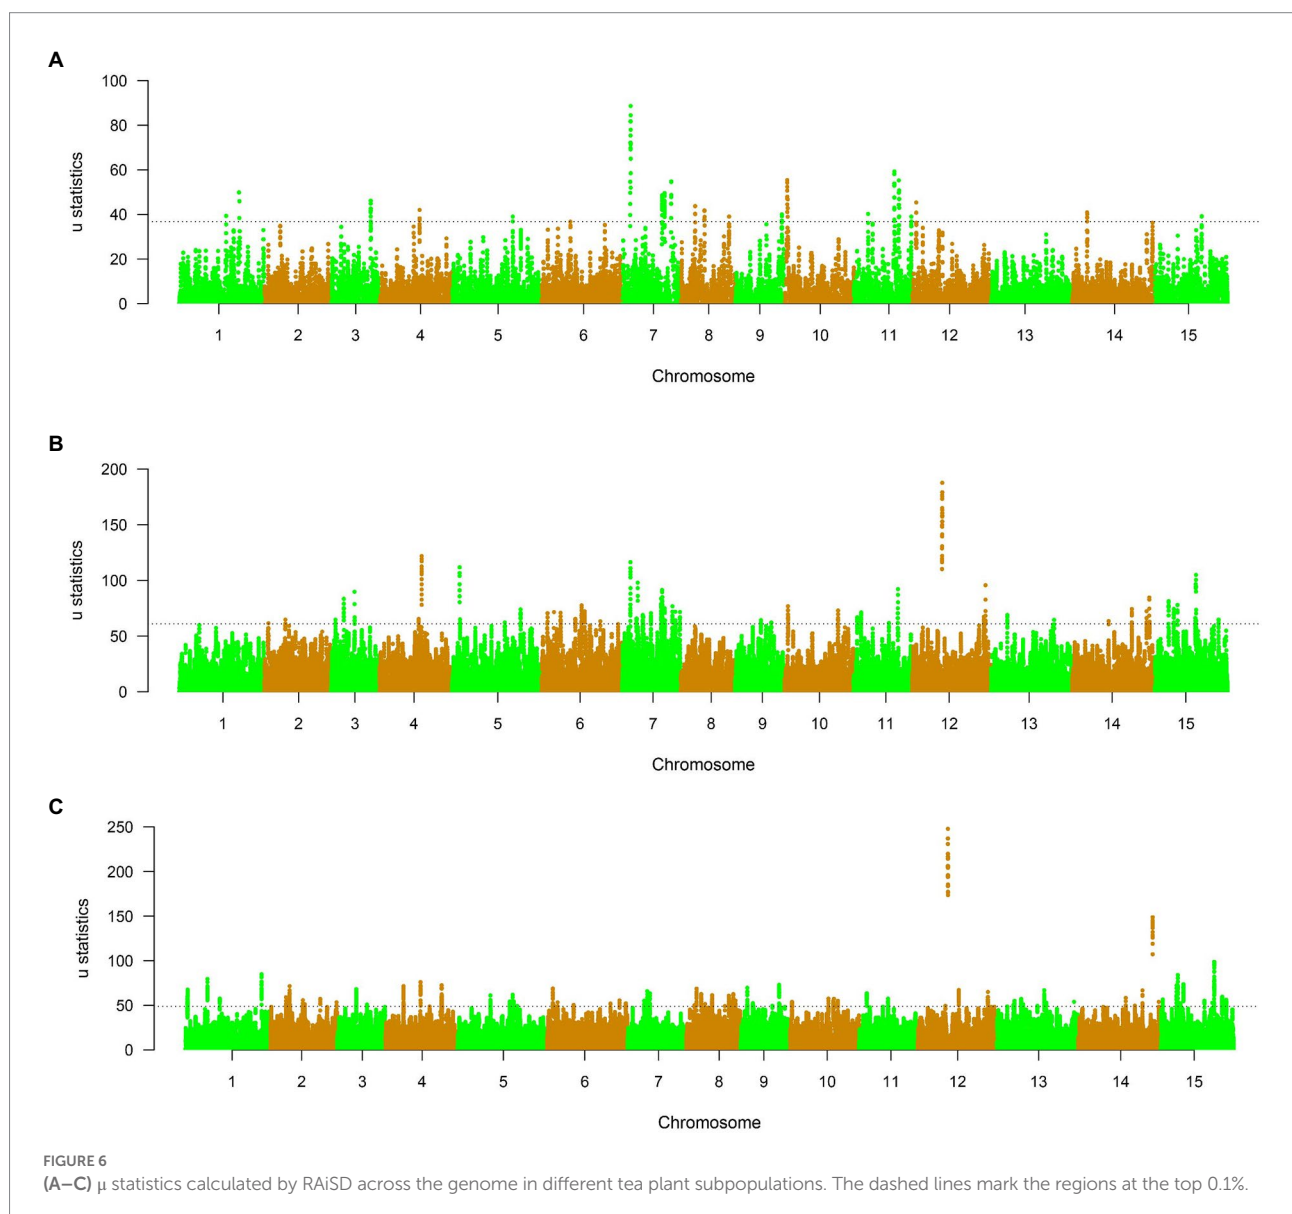 A
100
80
60
40
20
0
u statistics
1 2 3 4 5 6 7 8 9 10 11 12 13 14 15
Chromosome
B
200
150
100
50
0
u statistics
1 2 3 4 5 6 7 8 9 10 11 12 13 14 15
Chromosome
C
250
200
150
100
50
0
u statistics
1 2 3 4 5 6 7 8 9 10 11 12 13 14 15
Chromosome
FIGURE 6
(A–C) μ statistics calculated by RAiSD across the genome in different tea plant subpopulations. The dashed lines mark the regions at the top 0.1%.